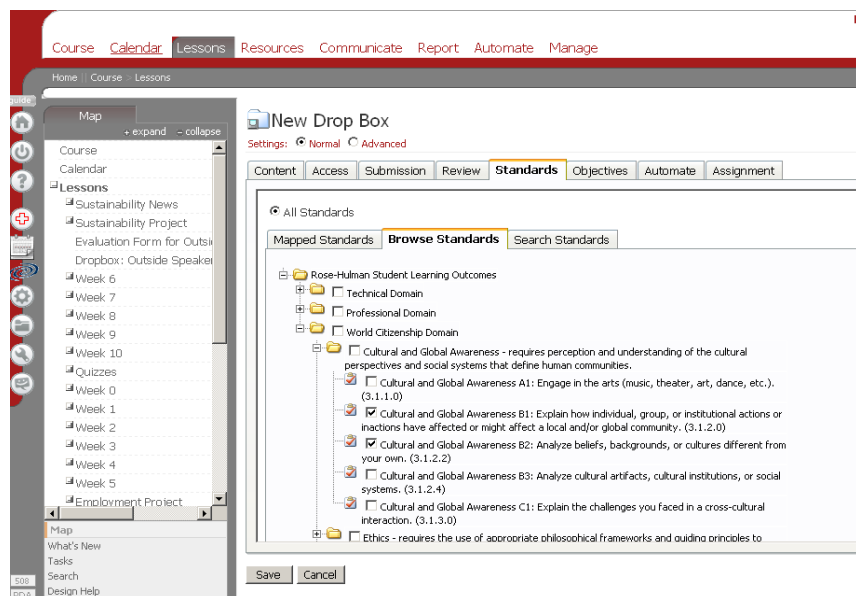 Course Calendar Lessons Resources Communicate Report Automate Manage
Home || Course > Lessons
guide
Map
+ expand - collapse
Course
Calendar
Lessons
Sustainability News
Sustainability Project
Evaluation Form for Outsi
Dropbox: Outside Speaker
Week 6
Week 7
Week 8
Week 9
Week 10
Quizzes
Week 0
Week 1
Week 2
Week 3
Week 4
Week 5
Employment Project
Map
What's New
Tasks
Search
Design Help
508
PDA
New Drop Box
Settings: Normal Advanced
Content Access Submission Review Standards Objectives Automate Assignment
All Standards
Mapped Standards Browse Standards Search Standards
Rose-Hulman Student Learning Outcomes
Technical Domain
Professional Domain
World Citizenship Domain
Cultural and Global Awareness - requires perception and understanding of the cultural
perspectives and social systems that define human communities.
Cultural and Global Awareness A1: Engage in the arts (music, theater, art, dance, etc.).
(3.1.1.0)
Cultural and Global Awareness B1: Explain how individual, group, or institutional actions or
inactions have affected or might affect a local and/or global community. (3.1.2.0)
Cultural and Global Awareness B2: Analyze beliefs, backgrounds, or cultures different from
your own. (3.1.2.2)
Cultural and Global Awareness B3: Analyze cultural artifacts, cultural institutions, or social
systems. (3.1.2.4)
Cultural and Global Awareness C1: Explain the challenges you faced in a cross-cultural
interaction. (3.1.3.0)
Ethics - requires the use of appropriate philosophical frameworks and guiding principles to
Save Cancel